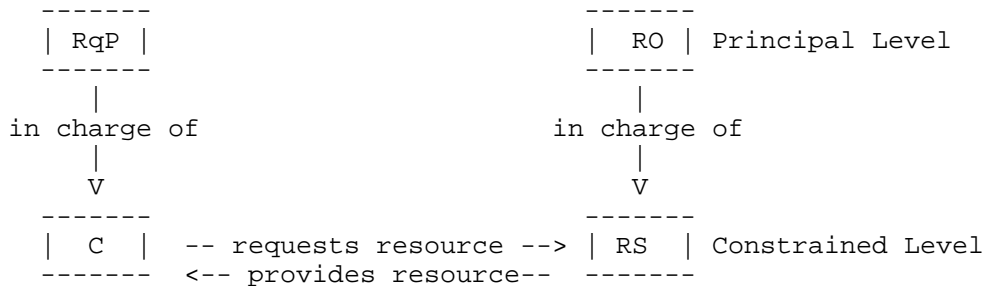 -------                               -------
| RqP |                               |  RO | Principal Level
-------                               -------
   |                                     |
in charge of                        in charge of
   |                                     |
   V                                     V
-------                               -------
|  C  |  -- requests resource --> | RS  | Constrained Level
-------  <-- provides resource--  -------